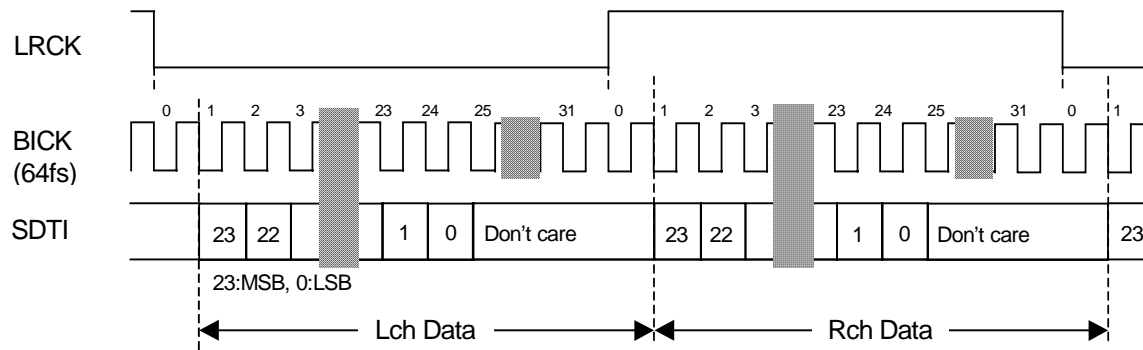 LRCK
0 1 2 3 23 24 25 31 0 1 2 3 23 24 25 31 0 1
BICK
(64fs)
SDTI 23 22 1 0 Don't care 23 22 1 0 Don't care 23
23:MSB, 0:LSB
Lch Data Rch Data